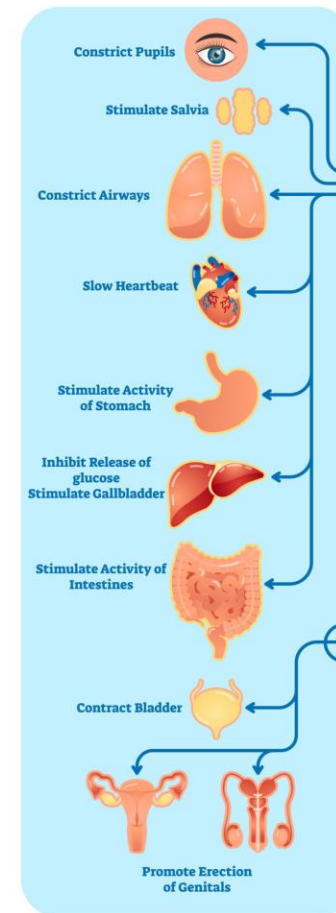 Constrict Pupils
Stimulate Salvia
Constrict Airways
Slow Heartbeat
Stimulate Activity
of Stomach
Inhibit Release of
glucose
Stimulate Gallbladder
Stimulate Activity of
Intestines
Contract Bladder
Promote Erection
of Genitals